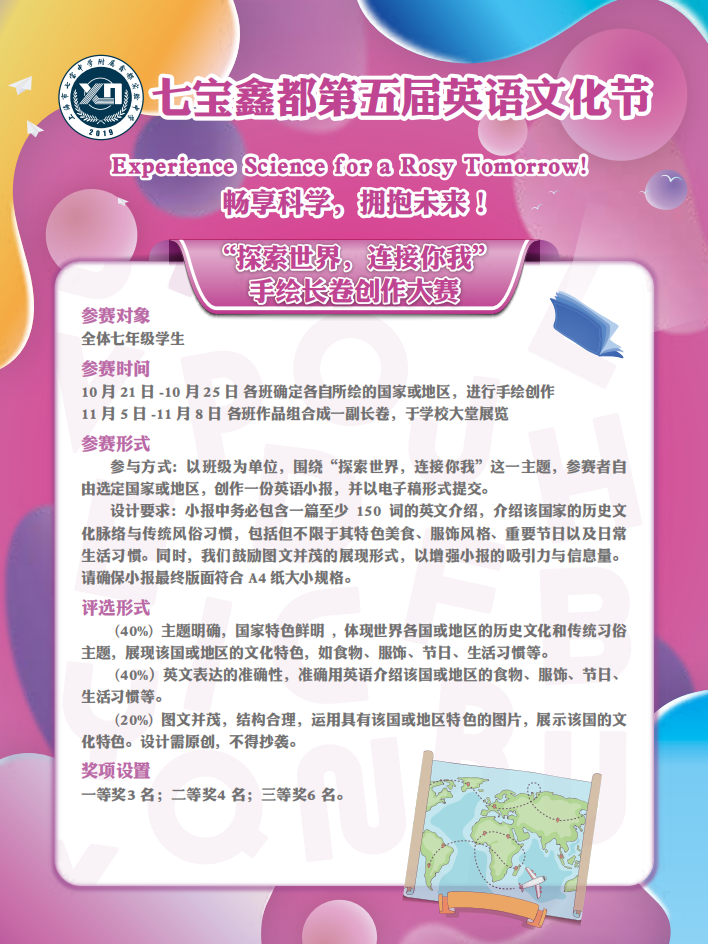 上海市七宝中学附属鑫都实验中学
2019
七宝鑫都第五届英语文化节
Experience Science for a Rosy Tomorrow!
畅享科学，拥抱未来！
“探索世界，连接你我”
手绘长卷创作大赛
参赛对象
全体七年级学生
参赛时间
10 月 21 日 -10 月 25 日 各班确定各自所绘的国家或地区，进行手绘创作
11 月 5 日 -11 月 8 日 各班作品组合成一副长卷，于学校大堂展览
参赛形式
参与方式：以班级为单位，围绕“探索世界，连接你我”这一主题，参赛者自
由选定国家或地区，创作一份英语小报，并以电子稿形式提交。
设计要求：小报中务必包含一篇至少 150 词的英文介绍，介绍该国家的历史文
化脉络与传统风俗习惯，包括但不限于其特色美食、服饰风格、重要节日以及日常
生活习惯。同时，我们鼓励图文并茂的展现形式，以增强小报的吸引力与信息量。
请确保小报最终版面符合 A4 纸大小规格。
评选形式
（40%）主题明确，国家特色鲜明 ，体现世界各国或地区的历史文化和传统习俗
主题，展现该国或地区的文化特色，如食物、服饰、节日、生活习惯等。
（40%）英文表达的准确性，准确用英语介绍该国或地区的食物、服饰、节日、
生活习惯等。
（20%）图文并茂，结构合理，运用具有该国或地区特色的图片，展示该国的文
化特色。设计需原创，不得抄袭。
奖项设置
一等奖3 名；二等奖4 名；三等奖6 名。